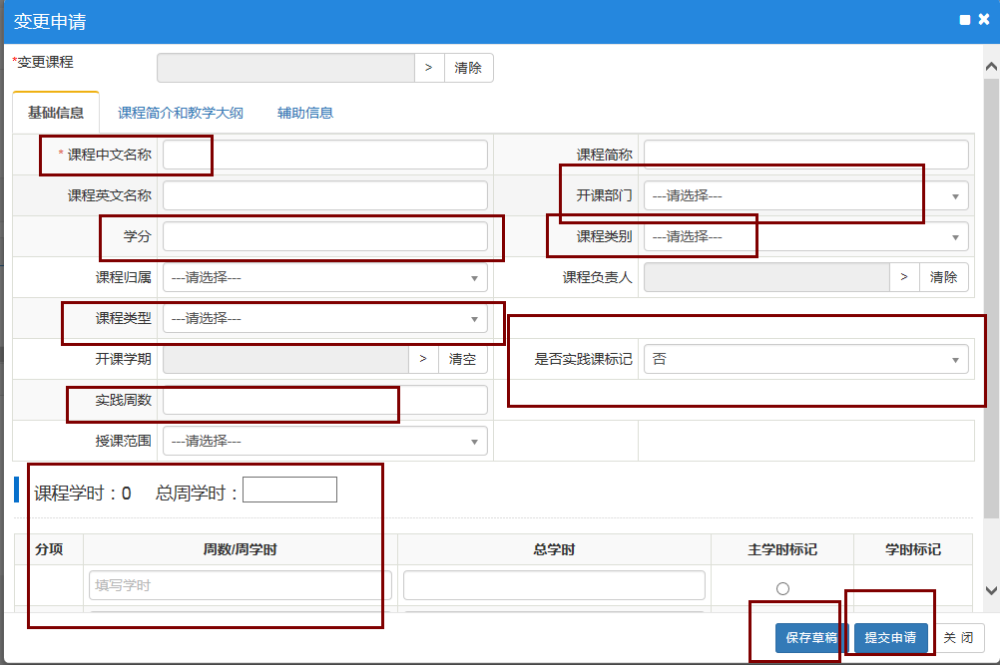 变更申请
*变更课程 > 清除
基础信息 课程简介和教学大纲 辅助信息
* 课程中文名称 课程简称
课程英文名称 开课部门 ---请选择---
学分 课程类别 ---请选择---
课程归属 ---请选择--- 课程负责人 > 清除
课程类型 ---请选择---
开课学期 > 清空 是否实践课标记 否
实践周数
授课范围 ---请选择---
课程学时：0 总周学时：
分项 周数/周学时 总学时 主学时标记 学时标记
填写学时
保存草稿 提交申请 关 闭